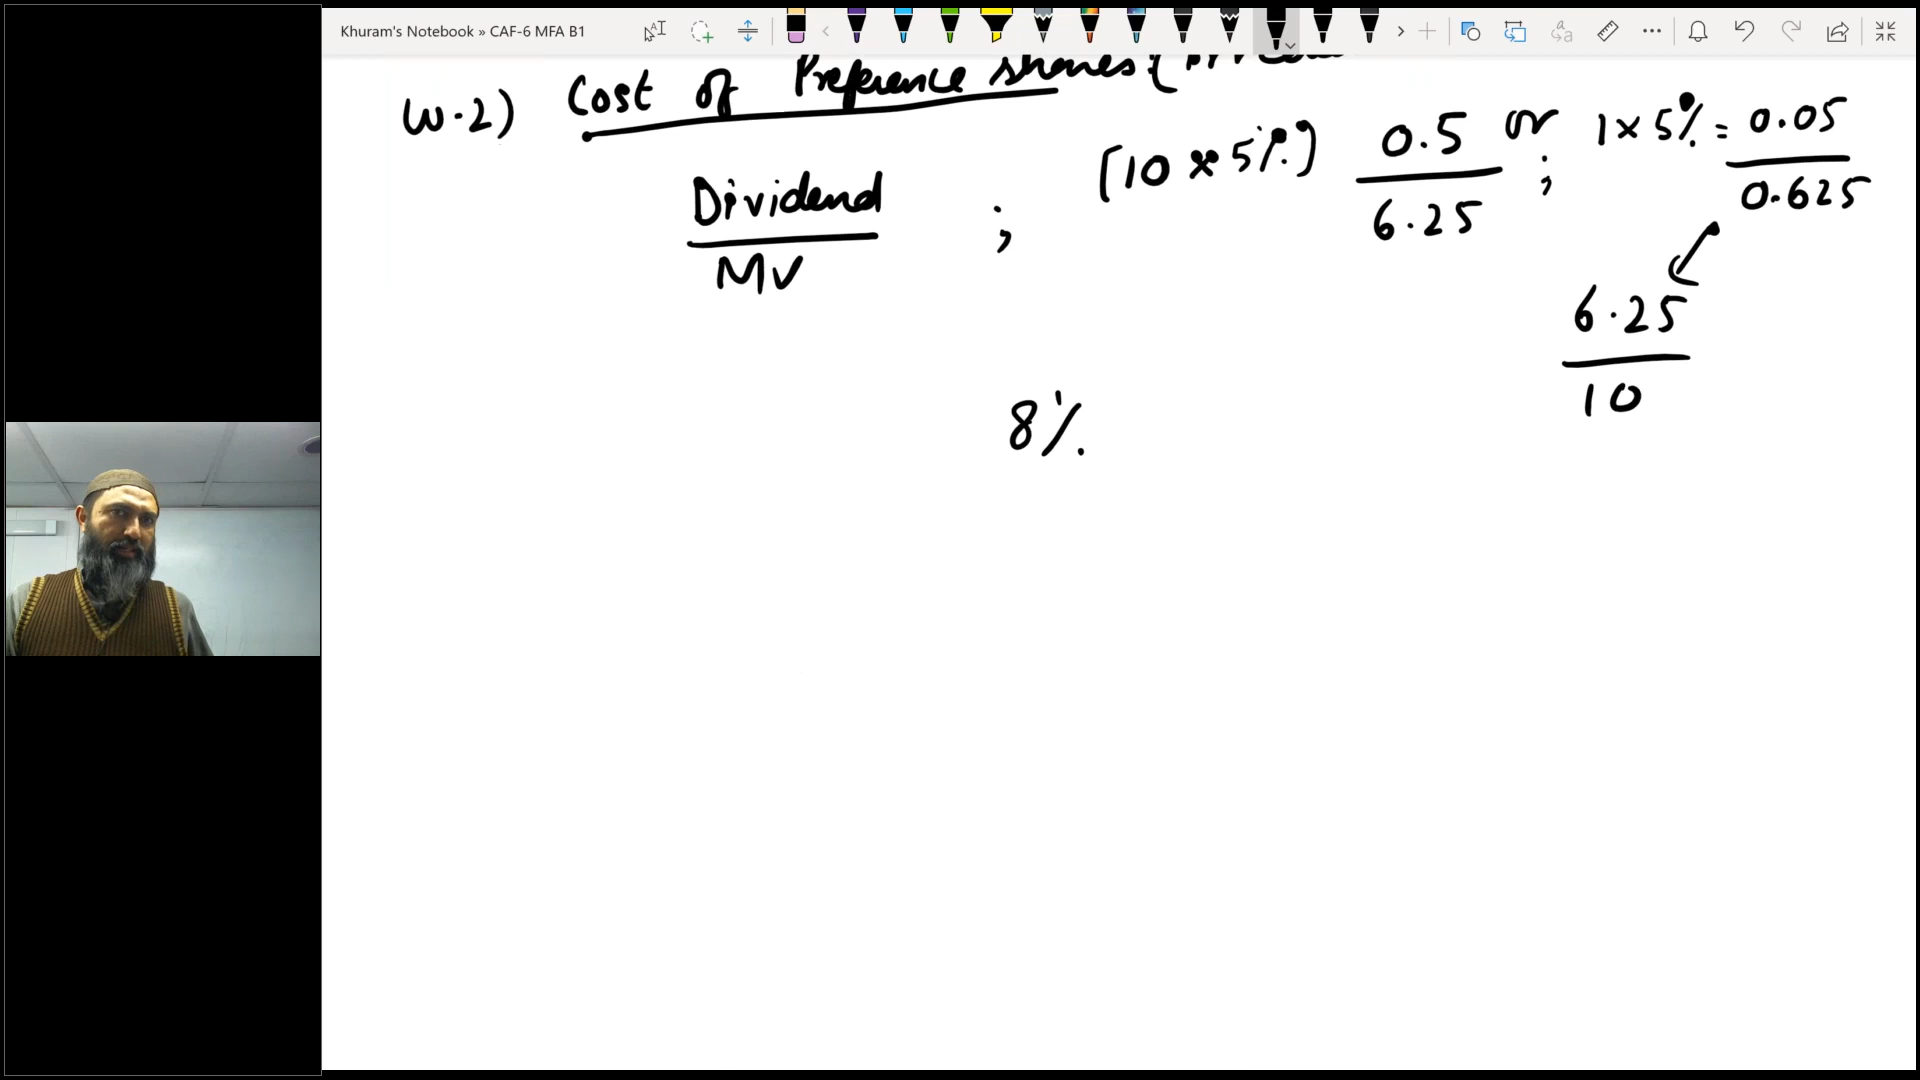 Khuram's Notebook » CAF-6 MFA B1
W.2) Cost of Preference shares (
Dividend / MV ; [10 × 5%] 0.5 / 6.25 or ; 1 × 5% = 0.05 / 0.625
6.25 / 10
8%.